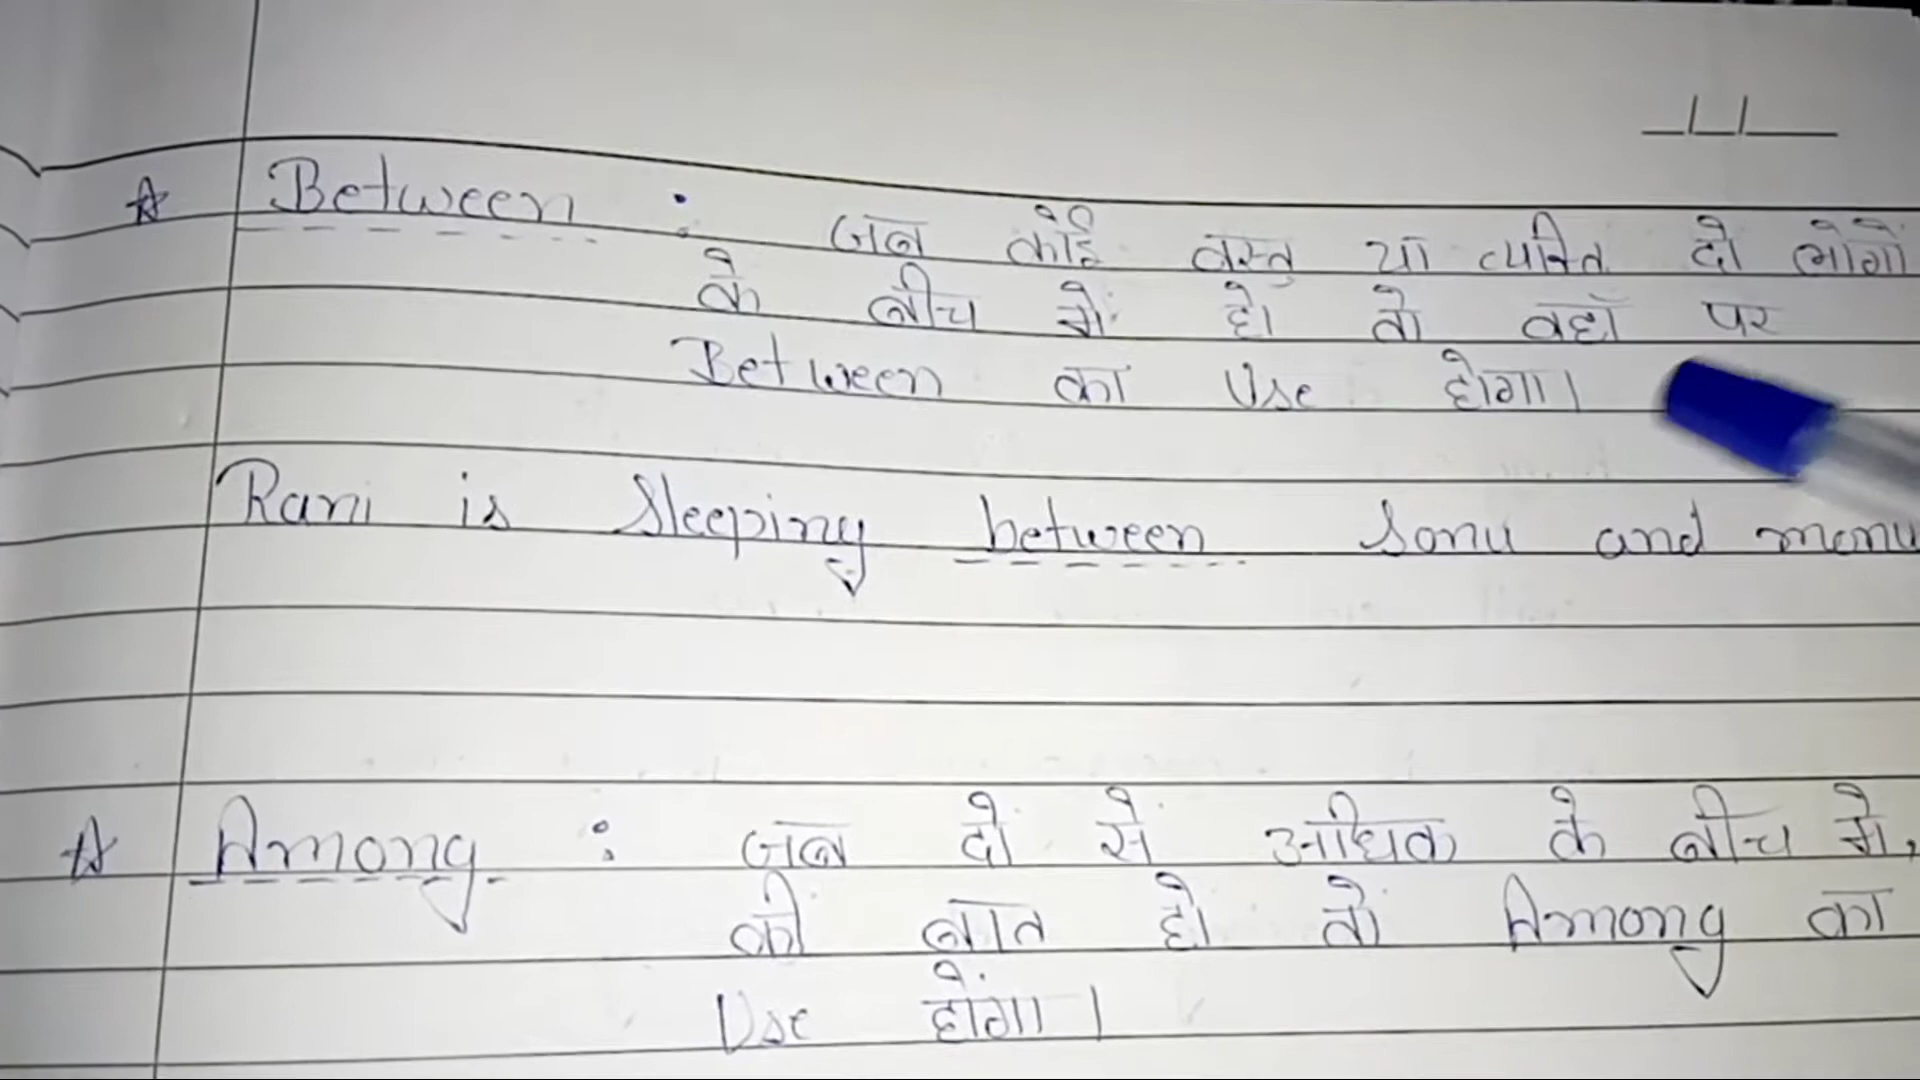 ☆ Between : जब कोई वस्तु या व्यक्ति दो लोगों
के बीच में हो तो वहाँ पर
Between का Use होगा।
Rani is Sleeping between Sonu and monu
☆ Among : जब दो से अधिक के बीच में,
की बात हो तो Among का
Use होंगा।